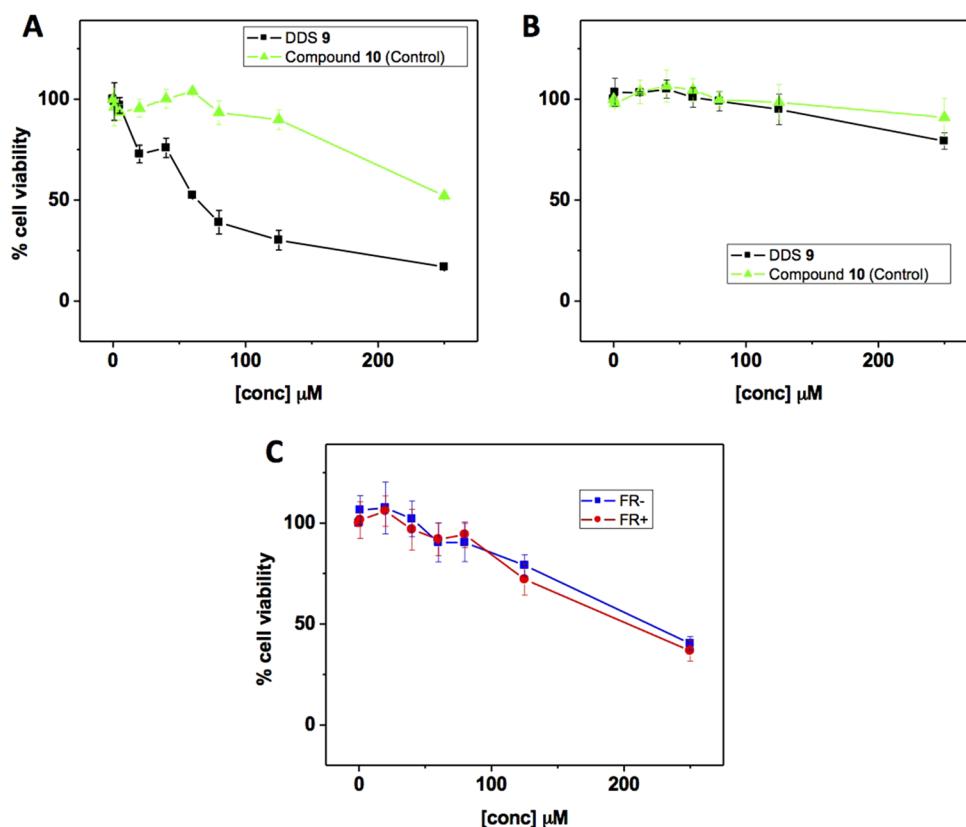 A
DDS 9
Compound 10 (Control)
% cell viability
100
50
0
0
100
200
[conc] μM
B
100
50
0
DDS 9
Compound 10 (Control)
0
100
200
[conc] μM
C
FR-
FR+
% cell viability
100
50
0
0
100
200
[conc] μM